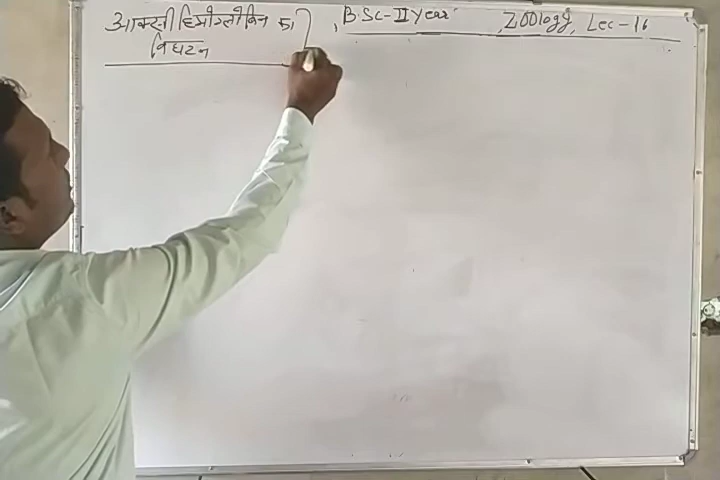 आक्सी हिमोग्लोबिन का
विघटन
BSc-II Year
Zoology, Lec-16